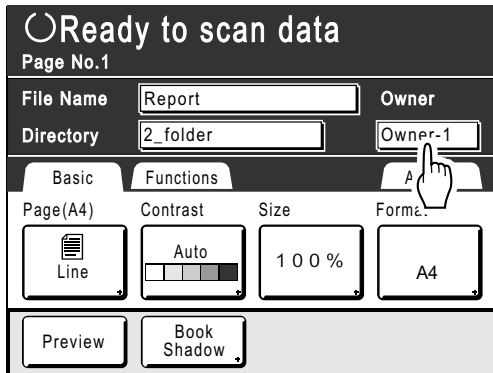 Ready to scan data
Page No.1
File Name Report Owner
Directory 2_folder Owner-1
Basic Functions
Page(A4) Contrast Size
Line Auto 100% A4
Preview Book
Shadow